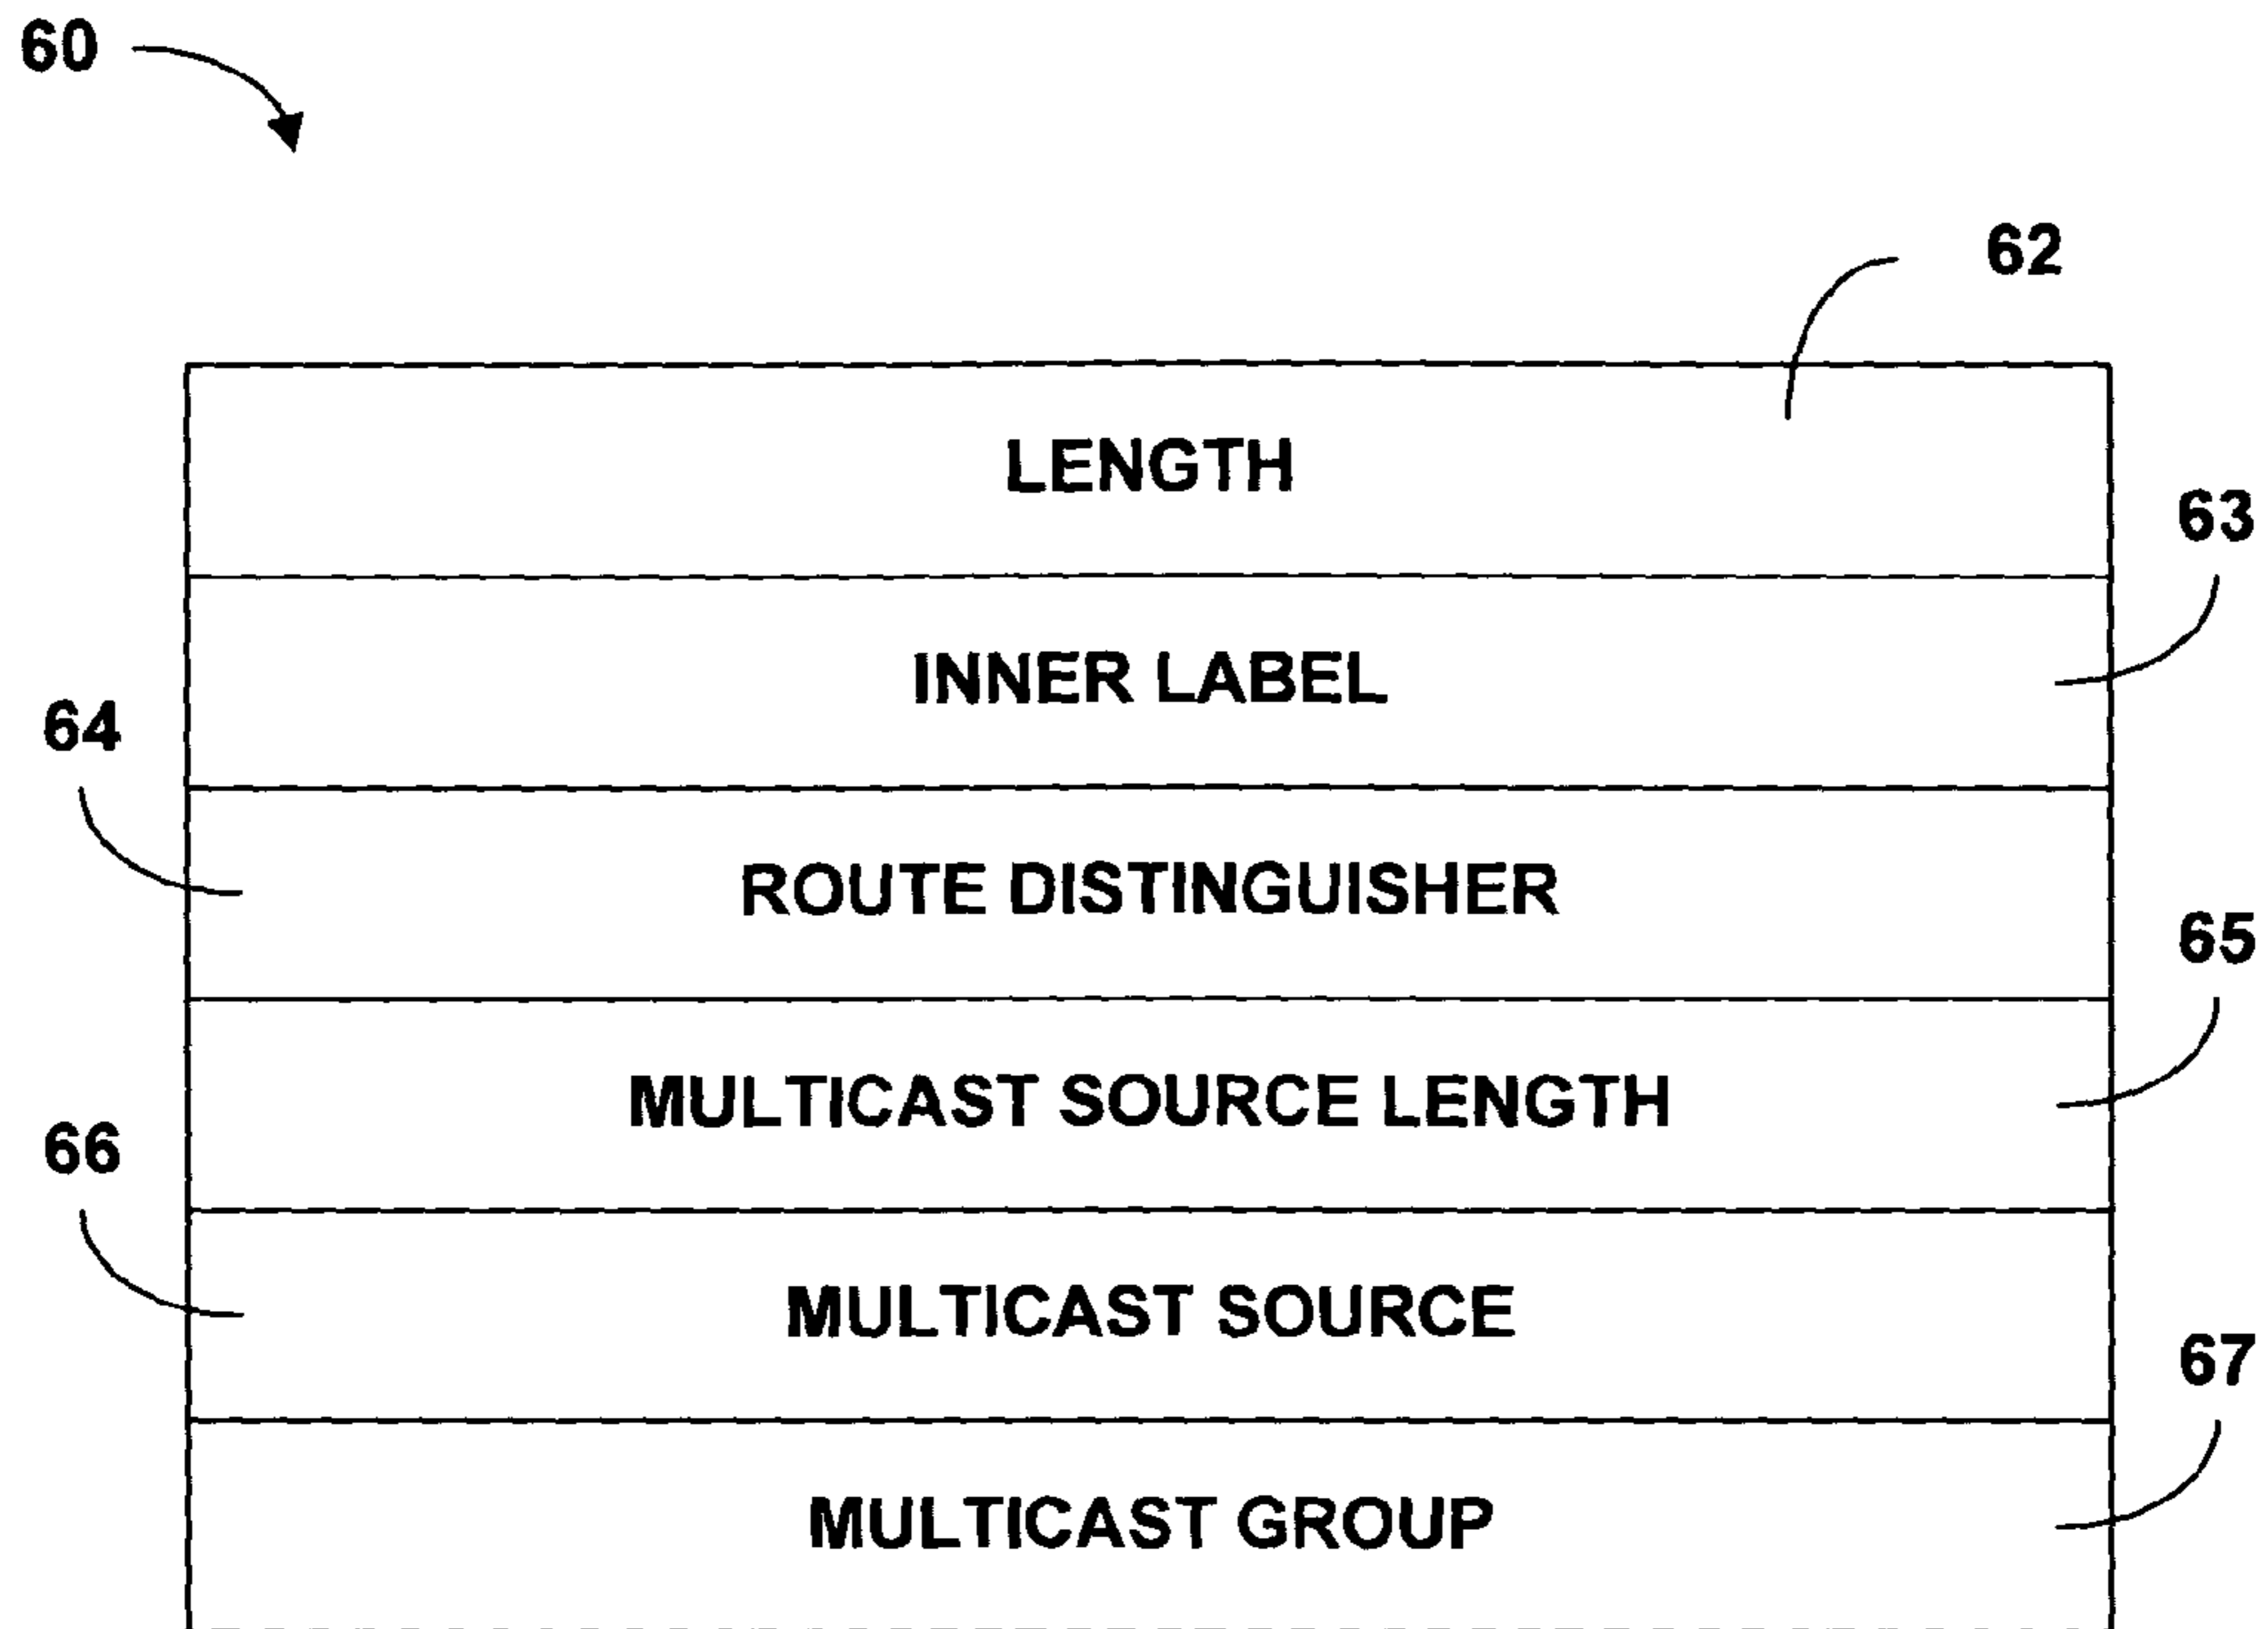 60
62
LENGTH
63
INNER LABEL
64
ROUTE DISTINGUISHER
65
MULTICAST SOURCE LENGTH
66
MULTICAST SOURCE
67
MULTICAST GROUP